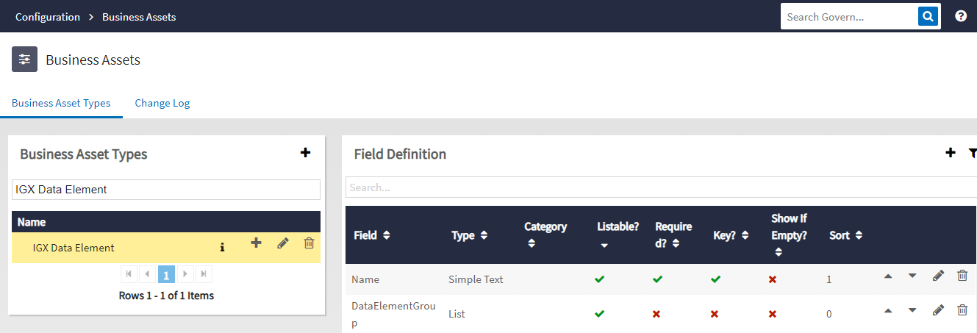 Configuration > Business Assets
Search Govern...
Business Assets
Business Asset Types
Change Log
Business Asset Types
IGX Data Element
Name
IGX Data Element
1
Rows 1 - 1 of 1 Items
Field Definition
Search...
Field Type Category Listable? Require
d? Key? Show If
Empty? Sort
Name Simple Text 1
DataElementGrou
p List 0